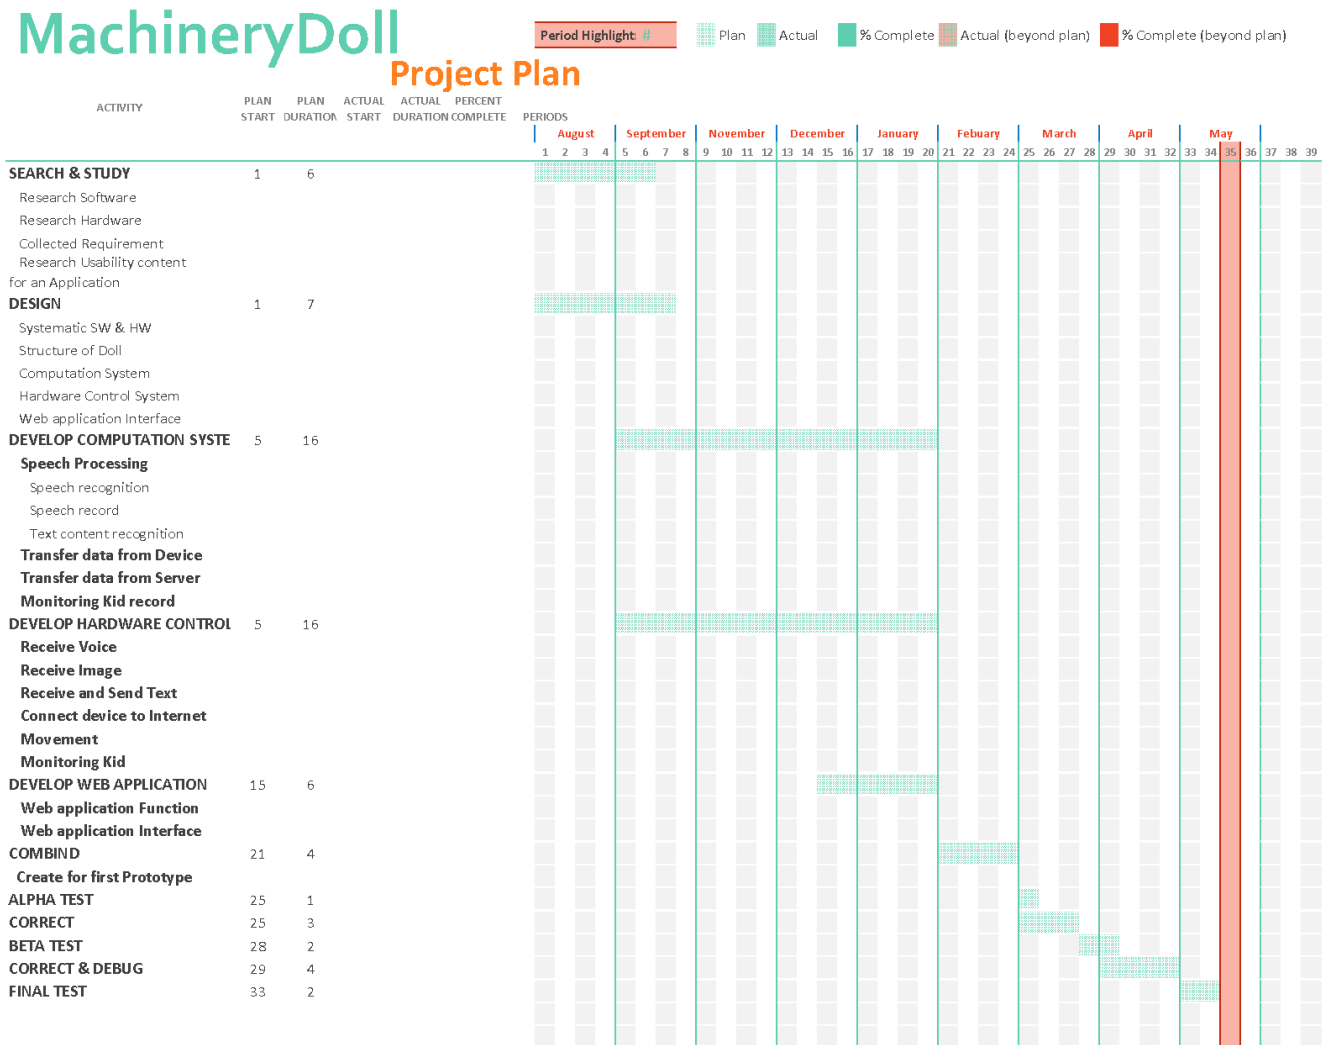 MachineryDoll
Project Plan
Period Highlight: #
Plan
Actual
% Complete
Actual (beyond plan)
% Complete (beyond plan)
ACTIVITY
PLAN START
PLAN DURATION
ACTUAL START
ACTUAL DURATION
PERCENT COMPLETE
PERIODS
August September November December January Febuary March April May
1 2 3 4 5 6 7 8 9 10 11 12 13 14 15 16 17 18 19 20 21 22 23 24 25 26 27 28 29 30 31 32 33 34 35 36 37 38 39
SEARCH & STUDY 1 6
Research Software
Research Hardware
Collected Requirement
Research Usability content
for an Application
DESIGN 1 7
Systematic SW & HW
Structure of Doll
Computation System
Hardware Control System
Web application Interface
DEVELOP COMPUTATION SYSTE 5 16
Speech Processing
Speech recognition
Speech record
Text content recognition
Transfer data from Device
Transfer data from Server
Monitoring Kid record
DEVELOP HARDWARE CONTROL 5 16
Receive Voice
Receive Image
Receive and Send Text
Connect device to Internet
Movement
Monitoring Kid
DEVELOP WEB APPLICATION 15 6
Web application Function
Web application Interface
COMBIND 21 4
Create for first Prototype
ALPHA TEST 25 1
CORRECT 25 3
BETA TEST 28 2
CORRECT & DEBUG 29 4
FINAL TEST 33 2